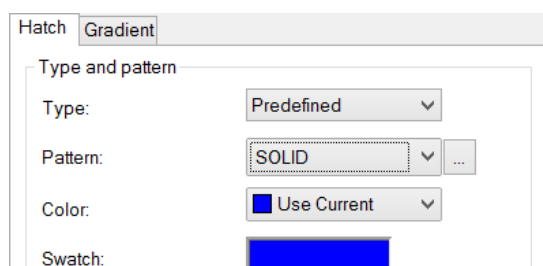 Hatch Gradient
Type and pattern
Type: Predefined
Pattern: SOLID ...
Color: Use Current
Swatch: